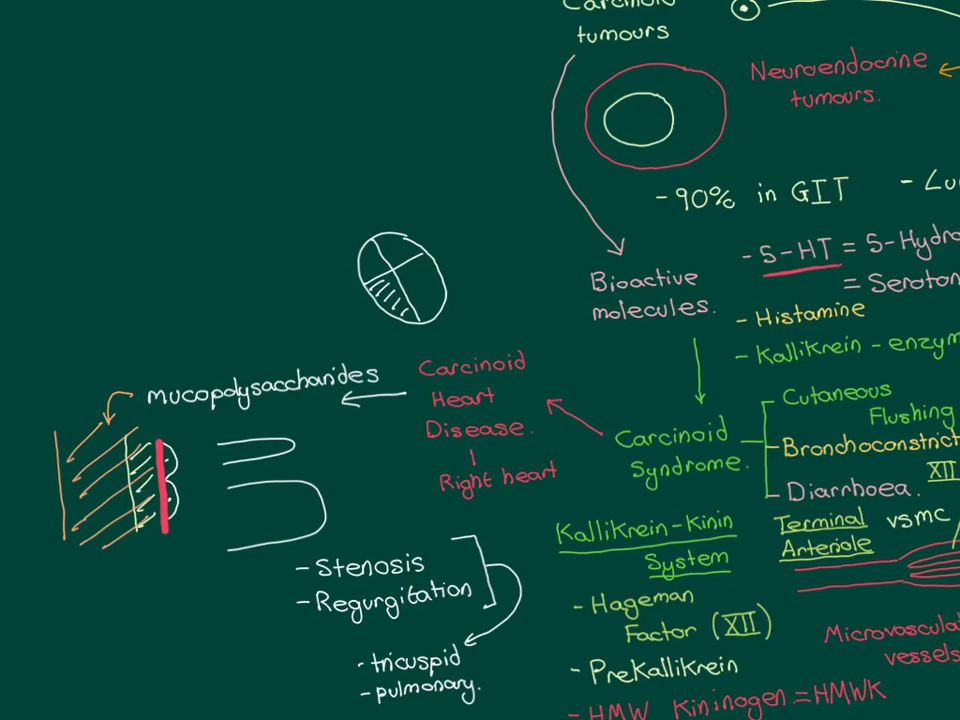 Carcinoid
tumours
Neuroendocrine
tumours.
- 90% in GIT
Bioactive
molecules.
- 5-HT = 5-Hydro
= Seroton
- Histamine
- Kallikrein - enzym
Carcinoid
Syndrome.
Cutaneous
Flushing
Bronchoconstrict
XII
Diarrhoea.
Carcinoid
Heart
Disease.
Right heart
mucopolysaccharides
- Stenosis
- Regurgitation
- tricuspid
- pulmonary.
Kallikrein-Kinin
System
- Hageman
Factor (XII)
- PreKallikrein
- HMW Kininogen = HMWK
Terminal
Arteriole
vsmc
Microvascula
vessels